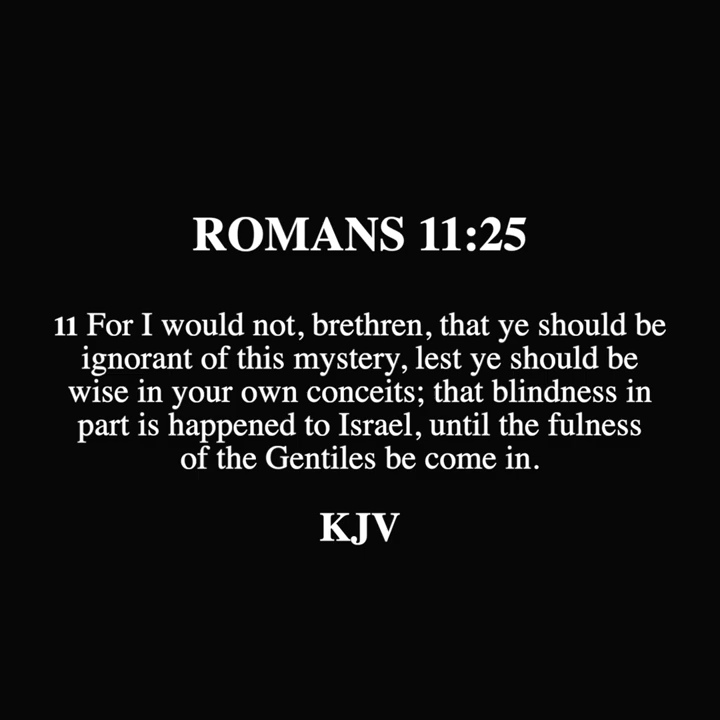 ROMANS 11:25
11 For I would not, brethren, that ye should be
ignorant of this mystery, lest ye should be
wise in your own conceits; that blindness in
part is happened to Israel, until the fulness
of the Gentiles be come in.
KJV